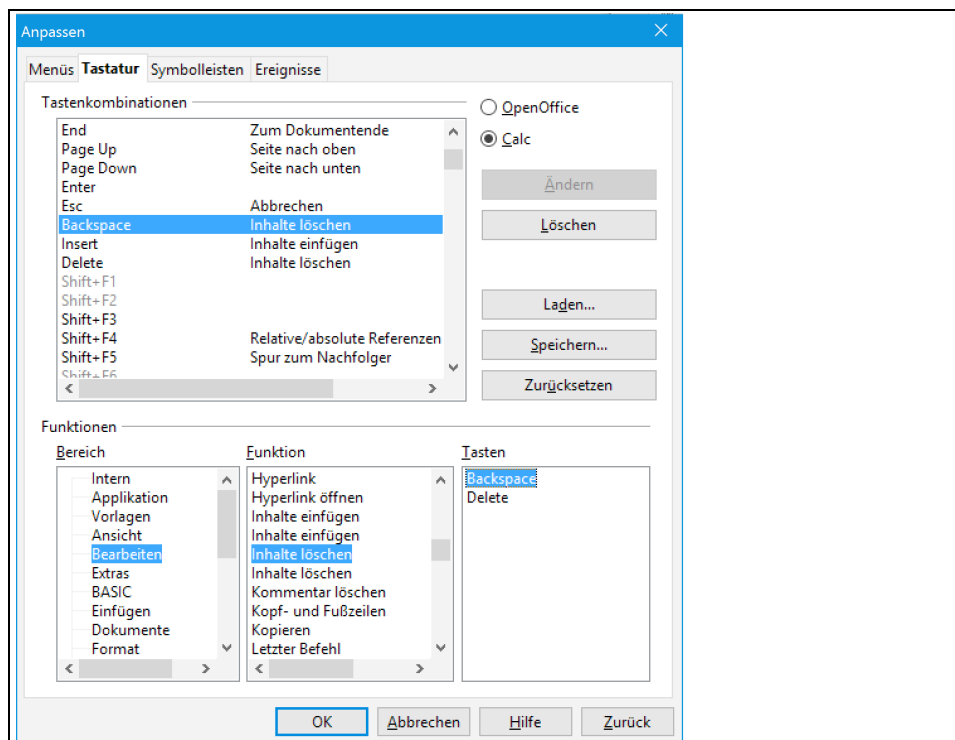 Anpassen
Menüs Tastatur Symbolleisten Ereignisse
Tastenkombinationen
End Zum Dokumentende
Page Up Seite nach oben
Page Down Seite nach unten
Enter
Esc Abbrechen
Backspace Inhalte löschen
Insert Inhalte einfügen
Delete Inhalte löschen
Shift+F1
Shift+F2
Shift+F3
Shift+F4 Relative/absolute Referenzen
Shift+F5 Spur zum Nachfolger
Shift+F6
OpenOffice
Calc
Ändern
Löschen
Laden...
Speichern...
Zurücksetzen
Funktionen
Bereich
Intern
Applikation
Vorlagen
Ansicht
Bearbeiten
Extras
BASIC
Einfügen
Dokumente
Format
Funktion
Hyperlink
Hyperlink öffnen
Inhalte einfügen
Inhalte einfügen
Inhalte löschen
Inhalte löschen
Kommentar löschen
Kopf- und Fußzeilen
Kopieren
Letzter Befehl
Tasten
Backspace
Delete
OK Abbrechen Hilfe Zurück